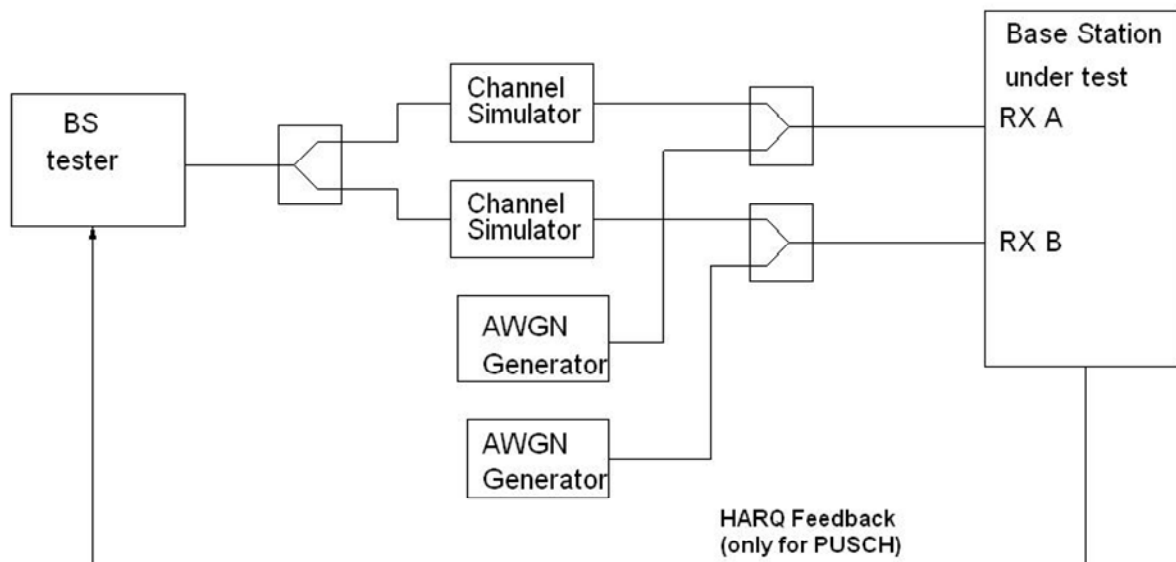 BS
tester
Channel
Simulator
Channel
Simulator
AWGN
Generator
AWGN
Generator
Base Station
under test
RX A
RX B
HARQ Feedback
(only for PUSCH)